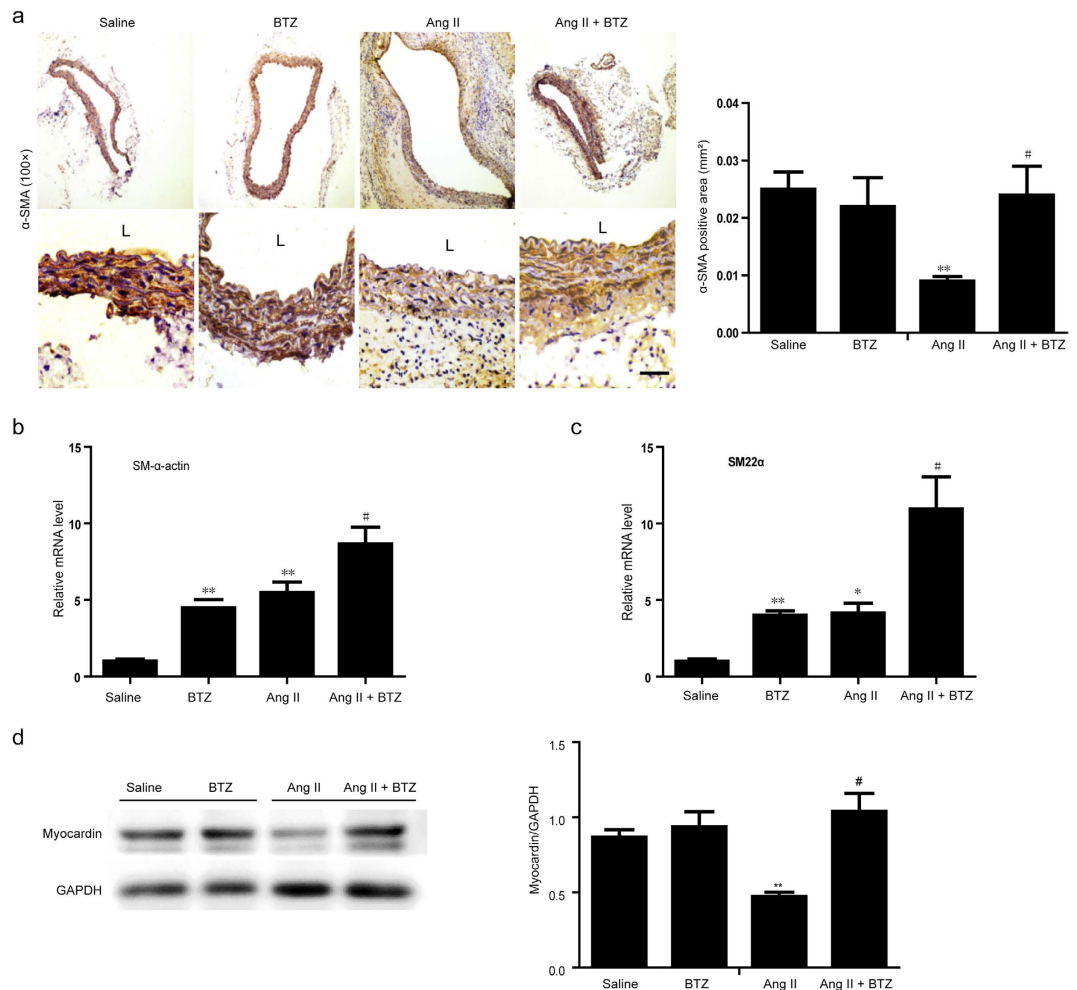 a
Saline BTZ Ang II Ang II + BTZ
α-SMA (100×)
L L L L
α-SMA positive area (mm²)
0.04
0.03
0.02
0.01
0.00
#
**
Saline BTZ Ang II Ang II + BTZ
b
SM-α-actin
Relative mRNA level
15
10
5
0
** ** #
Saline BTZ Ang II Ang II + BTZ
c
SM22α
Relative mRNA level
15
10
5
0
** * #
Saline BTZ Ang II Ang II + BTZ
d
Saline BTZ Ang II Ang II + BTZ
Myocardin
GAPDH
Myocardin/GAPDH
1.5
1.0
0.5
0.0
** #
Saline BTZ Ang II Ang II + BTZ